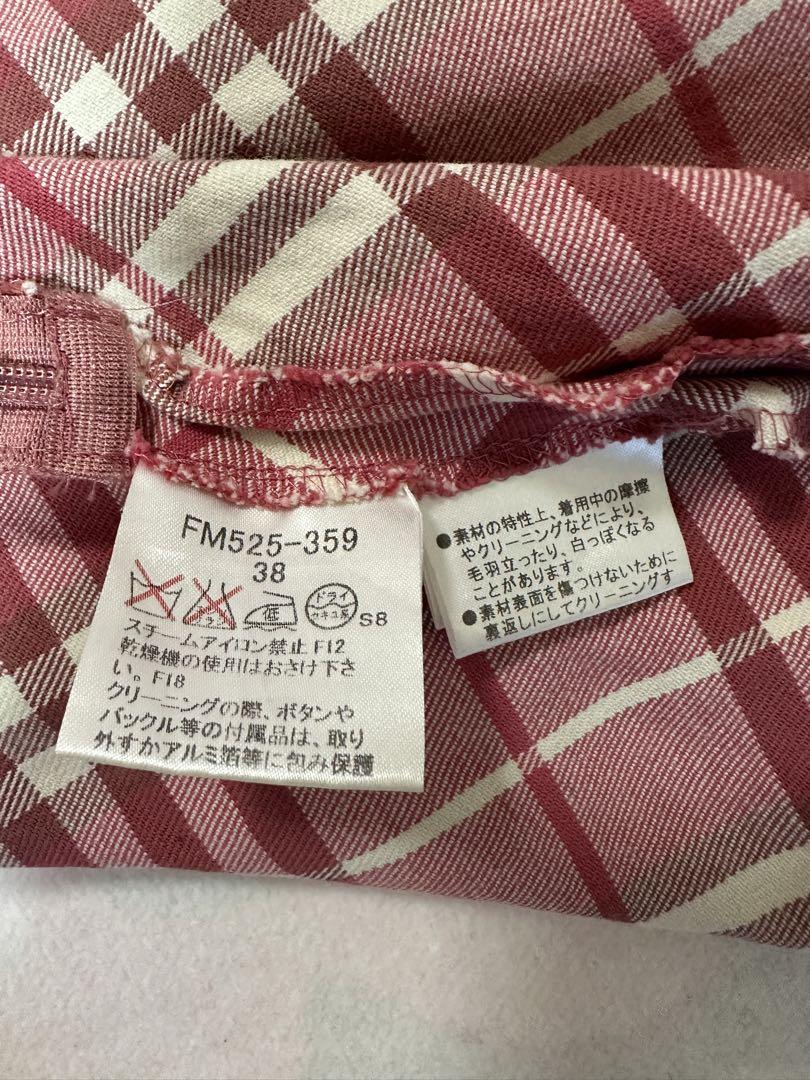 FM525-359
38
低
ドライ
セキユ系
S8
スチームアイロン禁止 F12
乾燥機の使用はおさけ下さ
い。F18
クリーニングの際、ボタンや
バックル等の付属品は、取り
外すかアルミ箔等に包み保護
●素材の特性上、着用中の摩擦
やクリーニングなどにより、
毛羽立ったり、白っぽくなる
ことがあります。
●素材表面を傷つけないために
裏返しにしてクリーニングす